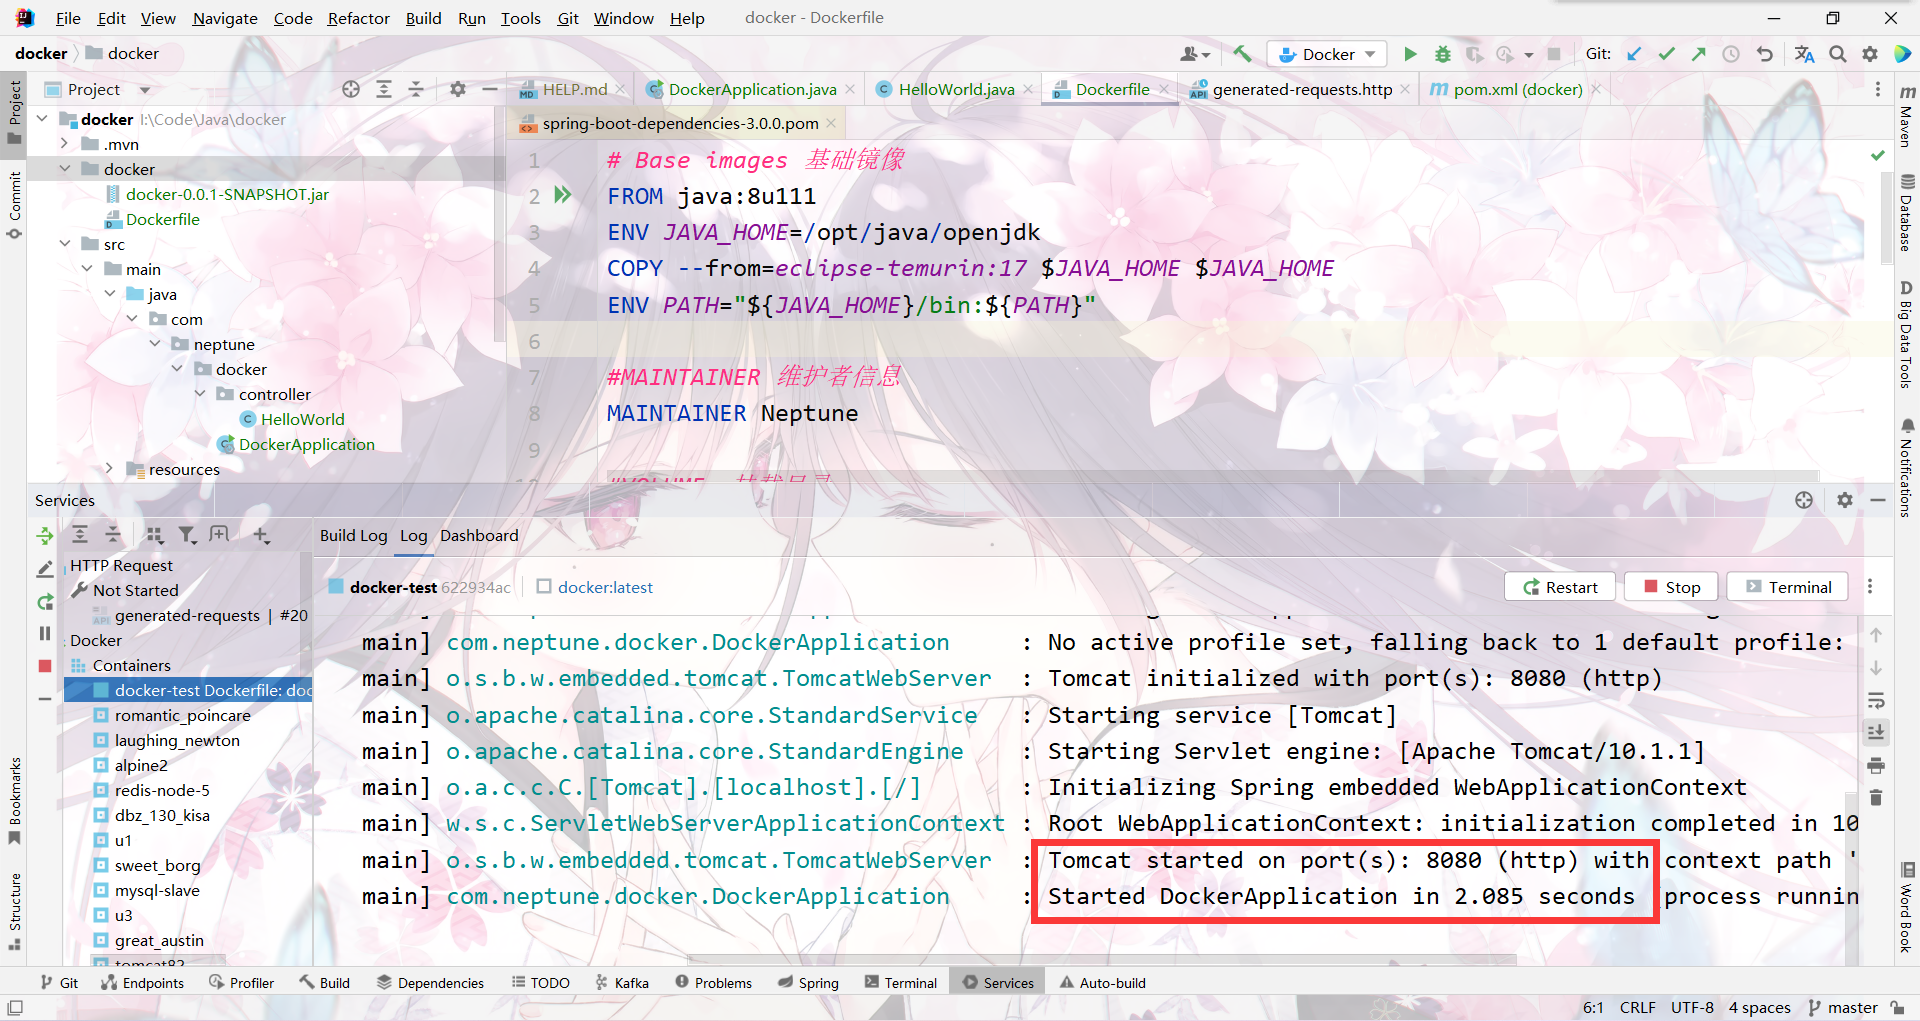 File Edit View Navigate Code Refactor Build Run Tools Git Window Help docker - Dockerfile
docker docker Docker Git:
Project
HELP.md DockerApplication.java HelloWorld.java Dockerfile generated-requests.http pom.xml (docker)
spring-boot-dependencies-3.0.0.pom
docker I:\Code\Java\docker
.mvn
docker
docker-0.0.1-SNAPSHOT.jar
Dockerfile
src
main
java
com
neptune
docker
controller
HelloWorld
DockerApplication
resources
1 # Base images 基础镜像
2 FROM java:8u111
3 ENV JAVA_HOME=/opt/java/openjdk
4 COPY --from=eclipse-temurin:17 $JAVA_HOME $JAVA_HOME
5 ENV PATH="${JAVA_HOME}/bin:${PATH}"
6
7 #MAINTAINER 维护者信息
8 MAINTAINER Neptune
9
10 #VOLUME 挂载目录
Project
Commit
Bookmarks
Structure
Maven
Database
Big Data Tools
Notifications
Word Book
Services
HTTP Request
Not Started
generated-requests | #20
Docker
Containers
docker-test Dockerfile: doc
romantic_poincare
laughing_newton
alpine2
redis-node-5
dbz_130_kisa
u1
sweet_borg
mysql-slave
u3
great_austin
tomcat82
Build Log Log Dashboard
docker-test 622934ac docker:latest Restart Stop Terminal
main] com.neptune.docker.DockerApplication : No active profile set, falling back to 1 default profile:
main] o.s.b.w.embedded.tomcat.TomcatWebServer : Tomcat initialized with port(s): 8080 (http)
main] o.apache.catalina.core.StandardService : Starting service [Tomcat]
main] o.apache.catalina.core.StandardEngine : Starting Servlet engine: [Apache Tomcat/10.1.1]
main] o.a.c.c.C.[Tomcat].[localhost].[/] : Initializing Spring embedded WebApplicationContext
main] w.s.c.ServletWebServerApplicationContext : Root WebApplicationContext: initialization completed in 10
main] o.s.b.w.embedded.tomcat.TomcatWebServer : Tomcat started on port(s): 8080 (http) with context path '
main] com.neptune.docker.DockerApplication : Started DockerApplication in 2.085 seconds (process runnin
Git Endpoints Profiler Build Dependencies TODO Kafka Problems Spring Terminal Services Auto-build
6:1 CRLF UTF-8 4 spaces master